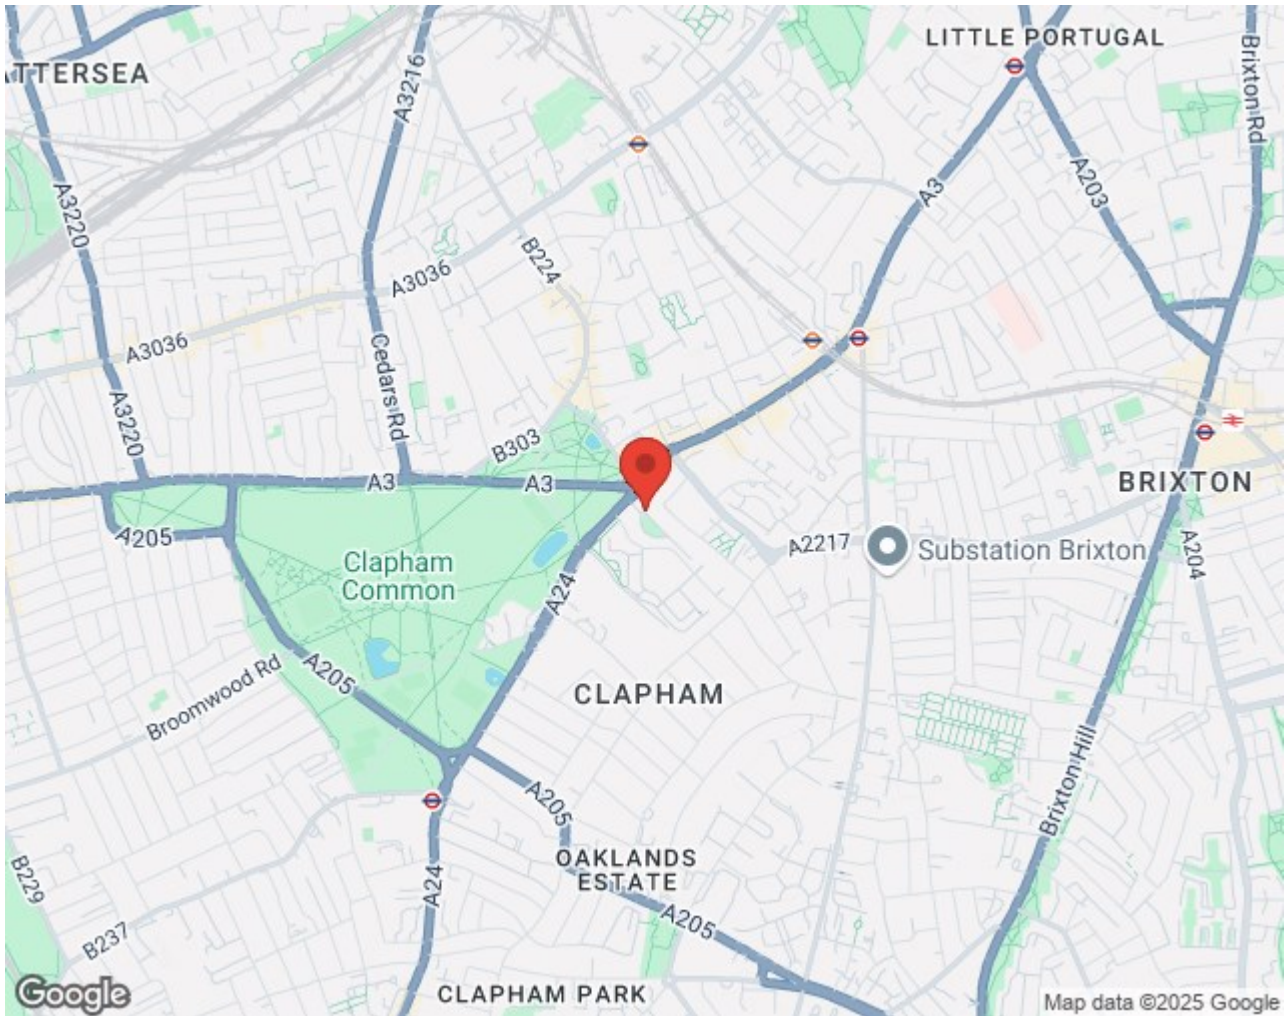 LITTLE PORTUGAL
ATTERSEA
A3216
Brixton Rd
A3220
A3
A203
B224
A3036
A3036
Cedars Rd
A3220
B303
A3
A3
BRIXTON
A205
A2217
Substation Brixton
A204
Clapham
Common
A24
A205
Broomwood Rd
CLAPHAM
Brixton Hill
A205
OAKLANDS
ESTATE
B229
A24
A205
B237
CLAPHAM PARK
Google
Map data ©2025 Google